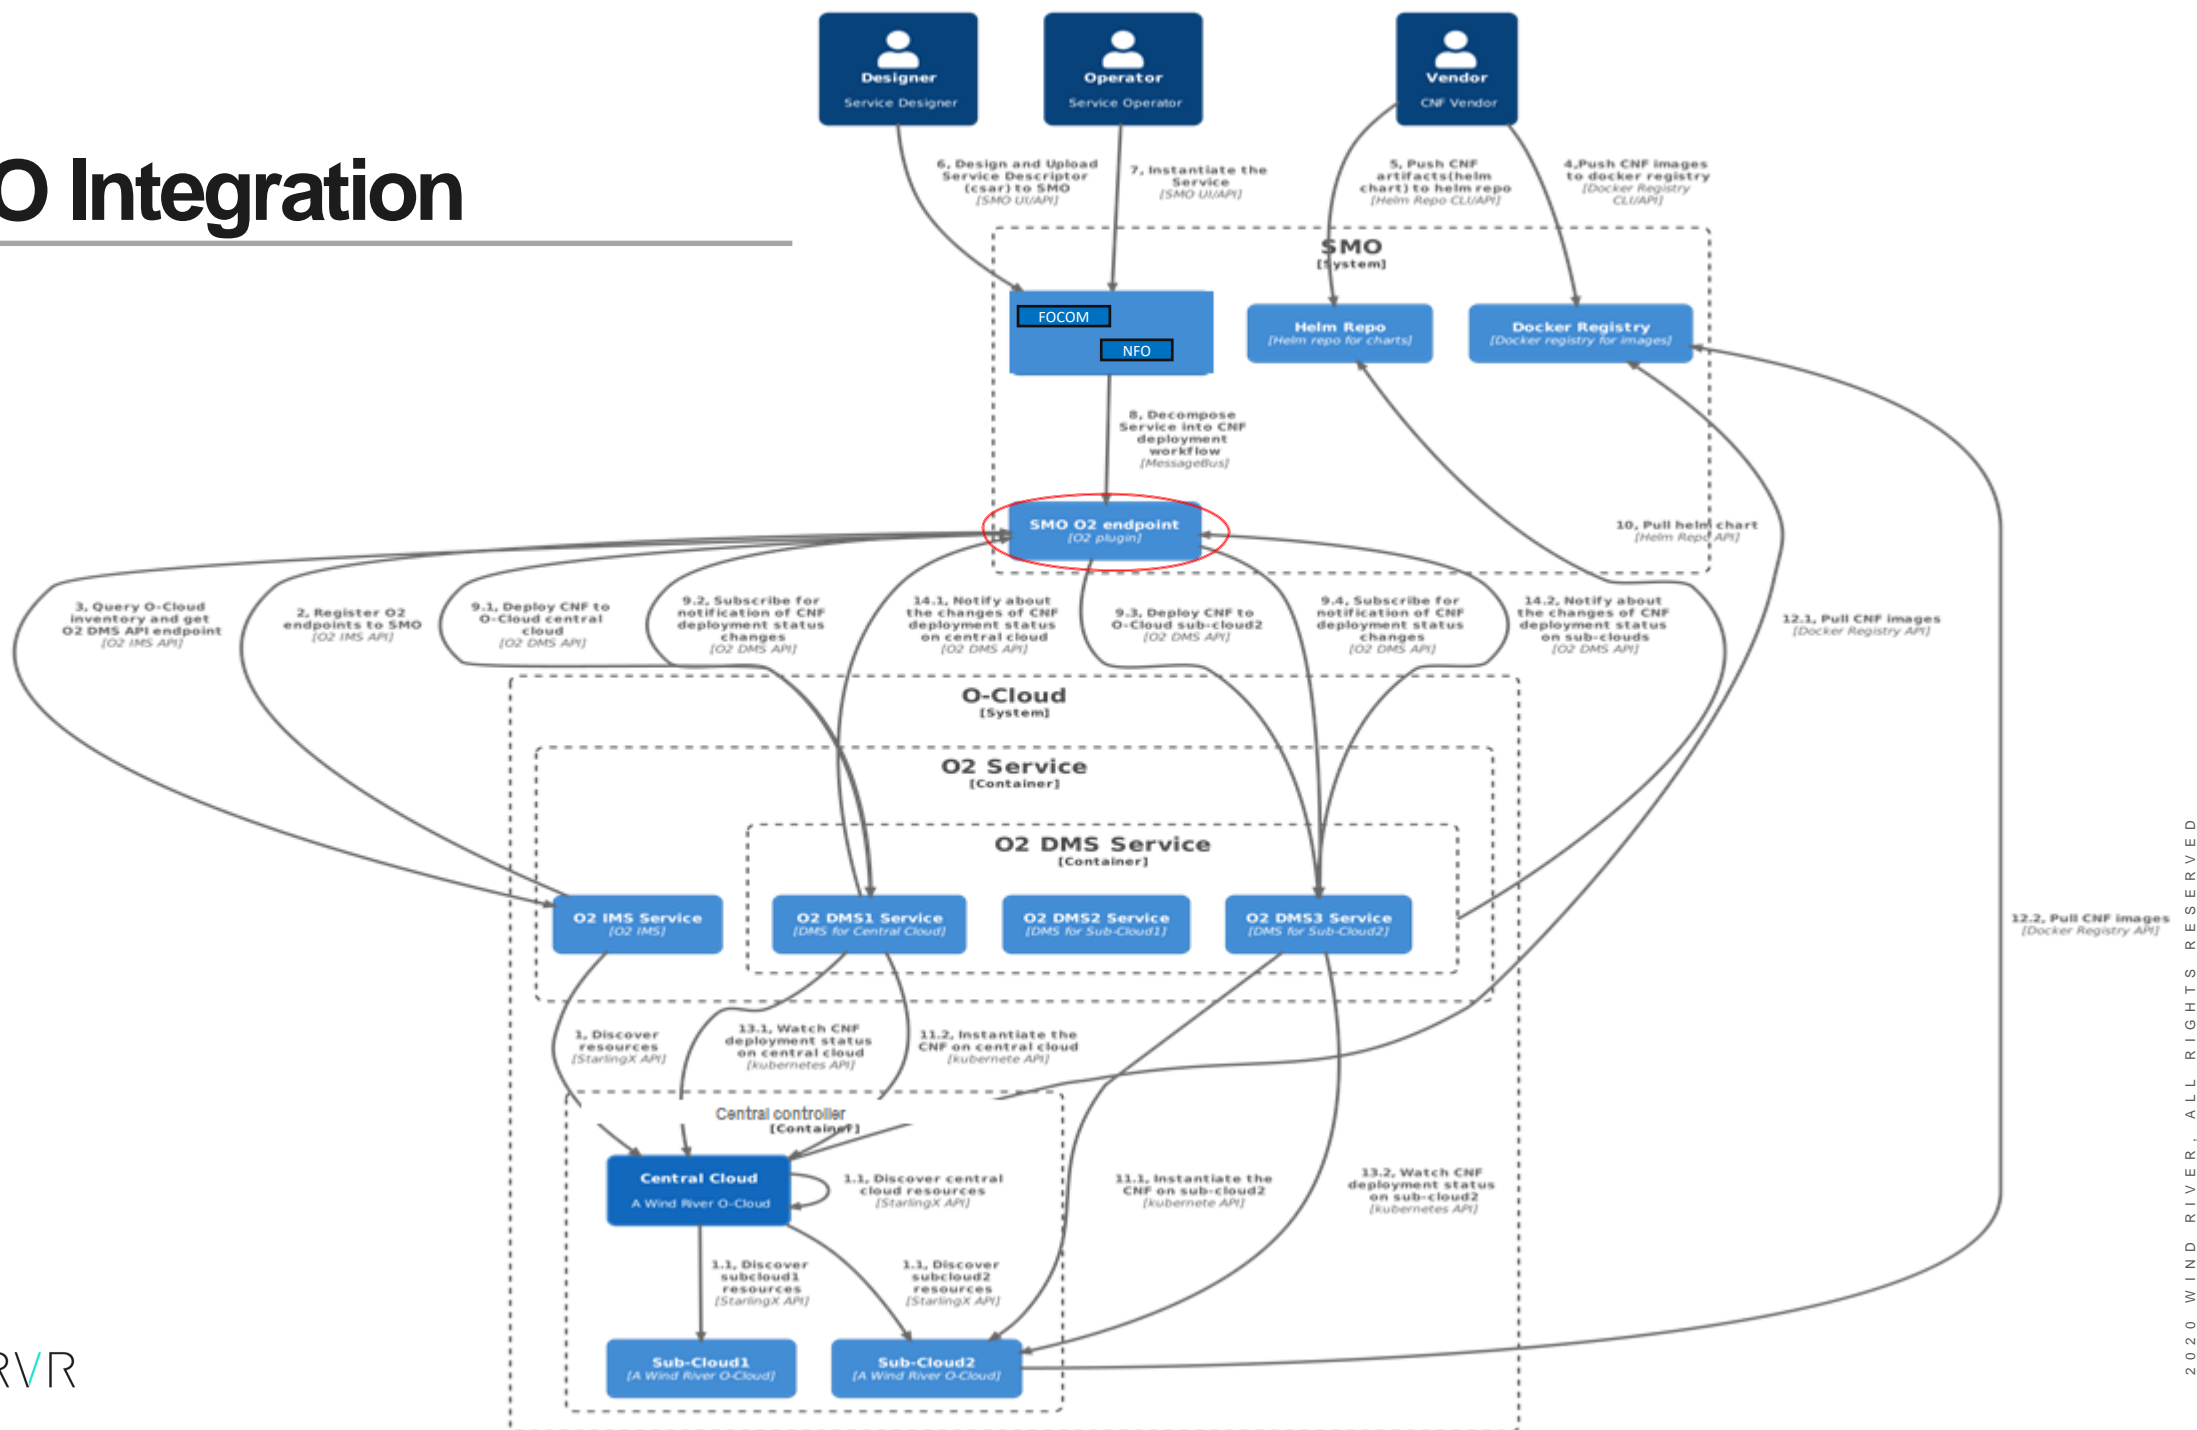 O Integration
Designer
Service Designer
Operator
Service Operator
Vendor
CNF Vendor
6, Design and Upload
Service Descriptor
(csar) to SMO
[SMO UI/API]
7, Instantiate the
Service
[SMO UI/API]
5, Push CNF
artifacts(helm
chart) to helm repo
[Helm Repo CLI/API]
4,Push CNF images
to docker registry
[Docker Registry
CLI/API]
SMO
[System]
FOCOM
NFO
Helm Repo
[Helm repo for charts]
Docker Registry
[Docker registry for images]
8, Decompose
Service into CNF
deployment
workflow
[MessageBus]
SMO O2 endpoint
[O2 plugin]
10, Pull helm chart
[Helm Repo API]
3, Query O-Cloud
inventory and get
O2 DMS API endpoint
[O2 IMS API]
2, Register O2
endpoints to SMO
[O2 IMS API]
9.1, Deploy CNF to
O-Cloud central
cloud
[O2 DMS API]
9.2, Subscribe for
notification of CNF
deployment status
changes
[O2 DMS API]
14.1, Notify about
the changes of CNF
deployment status
on central cloud
[O2 DMS API]
9.3, Deploy CNF to
O-Cloud sub-cloud2
[O2 DMS API]
9.4, Subscribe for
notification of CNF
deployment status
changes
[O2 DMS API]
14.2, Notify about
the changes of CNF
deployment status
on sub-clouds
[O2 DMS API]
12.1, Pull CNF images
[Docker Registry API]
O-Cloud
[System]
O2 Service
[Container]
O2 DMS Service
[Container]
O2 IMS Service
[O2 IMS]
O2 DMS1 Service
[DMS for Central Cloud]
O2 DMS2 Service
[DMS for Sub-Cloud1]
O2 DMS3 Service
[DMS for Sub-Cloud2]
12.2, Pull CNF images
[Docker Registry API]
1, Discover
resources
[StarlingX API]
13.1, Watch CNF
deployment status
on central cloud
[kubernetes API]
11.2, Instantiate the
CNF on central cloud
[kubernete API]
Central controller
[Container]
Central Cloud
A Wind River O-Cloud
1.1, Discover central
cloud resources
[StarlingX API]
11.1, Instantiate the
CNF on sub-cloud2
[kubernete API]
13.2, Watch CNF
deployment status
on sub-cloud2
[kubernetes API]
1.1, Discover
subcloud1
resources
[StarlingX API]
1.1, Discover
subcloud2
resources
[StarlingX API]
Sub-Cloud1
[A Wind River O-Cloud]
Sub-Cloud2
[A Wind River O-Cloud]
RVR
2020 WIND RIVER, ALL RIGHTS RESERVED